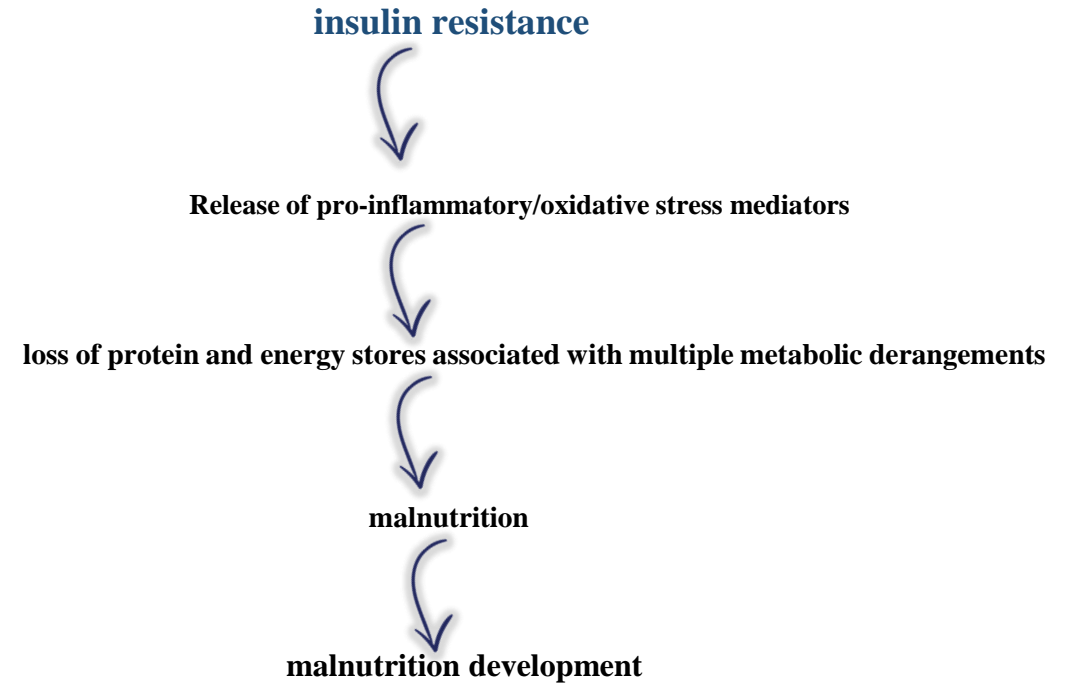 insulin resistance
Release of pro-inflammatory/oxidative stress mediators
loss of protein and energy stores associated with multiple metabolic derangements
malnutrition
malnutrition development